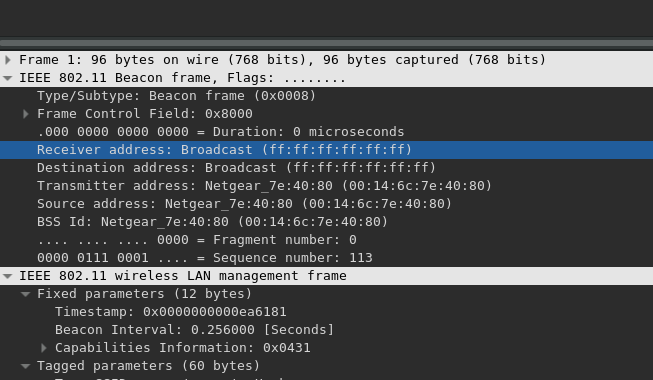 Frame 1: 96 bytes on wire (768 bits), 96 bytes captured (768 bits)
IEEE 802.11 Beacon frame, Flags: ........
Type/Subtype: Beacon frame (0x0008)
Frame Control Field: 0x8000
.000 0000 0000 0000 = Duration: 0 microseconds
Receiver address: Broadcast (ff:ff:ff:ff:ff:ff)
Destination address: Broadcast (ff:ff:ff:ff:ff:ff)
Transmitter address: Netgear_7e:40:80 (00:14:6c:7e:40:80)
Source address: Netgear_7e:40:80 (00:14:6c:7e:40:80)
BSS Id: Netgear_7e:40:80 (00:14:6c:7e:40:80)
.... .... .... 0000 = Fragment number: 0
0000 0111 0001 .... = Sequence number: 113
IEEE 802.11 wireless LAN management frame
Fixed parameters (12 bytes)
Timestamp: 0x0000000000ea6181
Beacon Interval: 0.256000 [Seconds]
Capabilities Information: 0x0431
Tagged parameters (60 bytes)